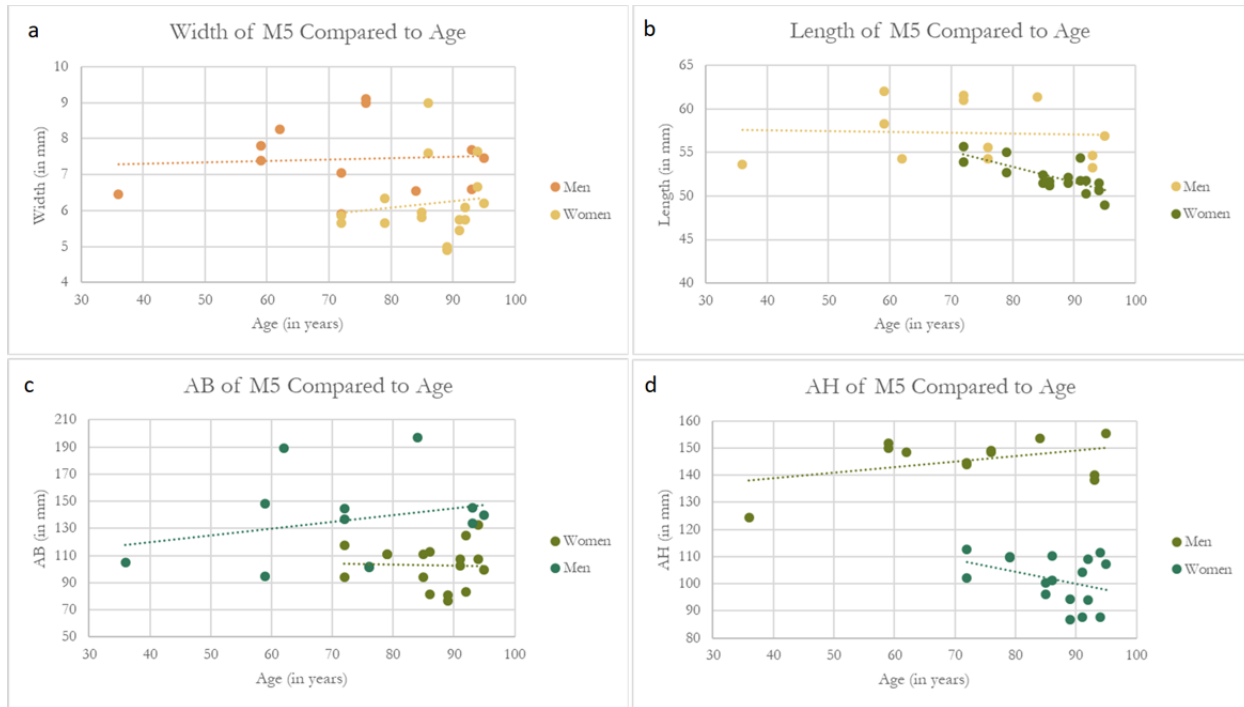 a
Width of M5 Compared to Age
10
9
8
7
6
5
4
Width (in mm)
30 40 50 60 70 80 90 100
Age (in years)
Men
Women
b
Length of M5 Compared to Age
65
60
55
50
45
40
Length (in mm)
30 40 50 60 70 80 90 100
Age (in years)
Men
Women
c
AB of M5 Compared to Age
210
190
170
150
130
110
90
70
50
AB (in mm)
30 40 50 60 70 80 90 100
Age (in years)
Women
Men
d
AH of M5 Compared to Age
160
150
140
130
120
110
100
90
80
AH (in mm)
30 40 50 60 70 80 90 100
Age (in years)
Men
Women